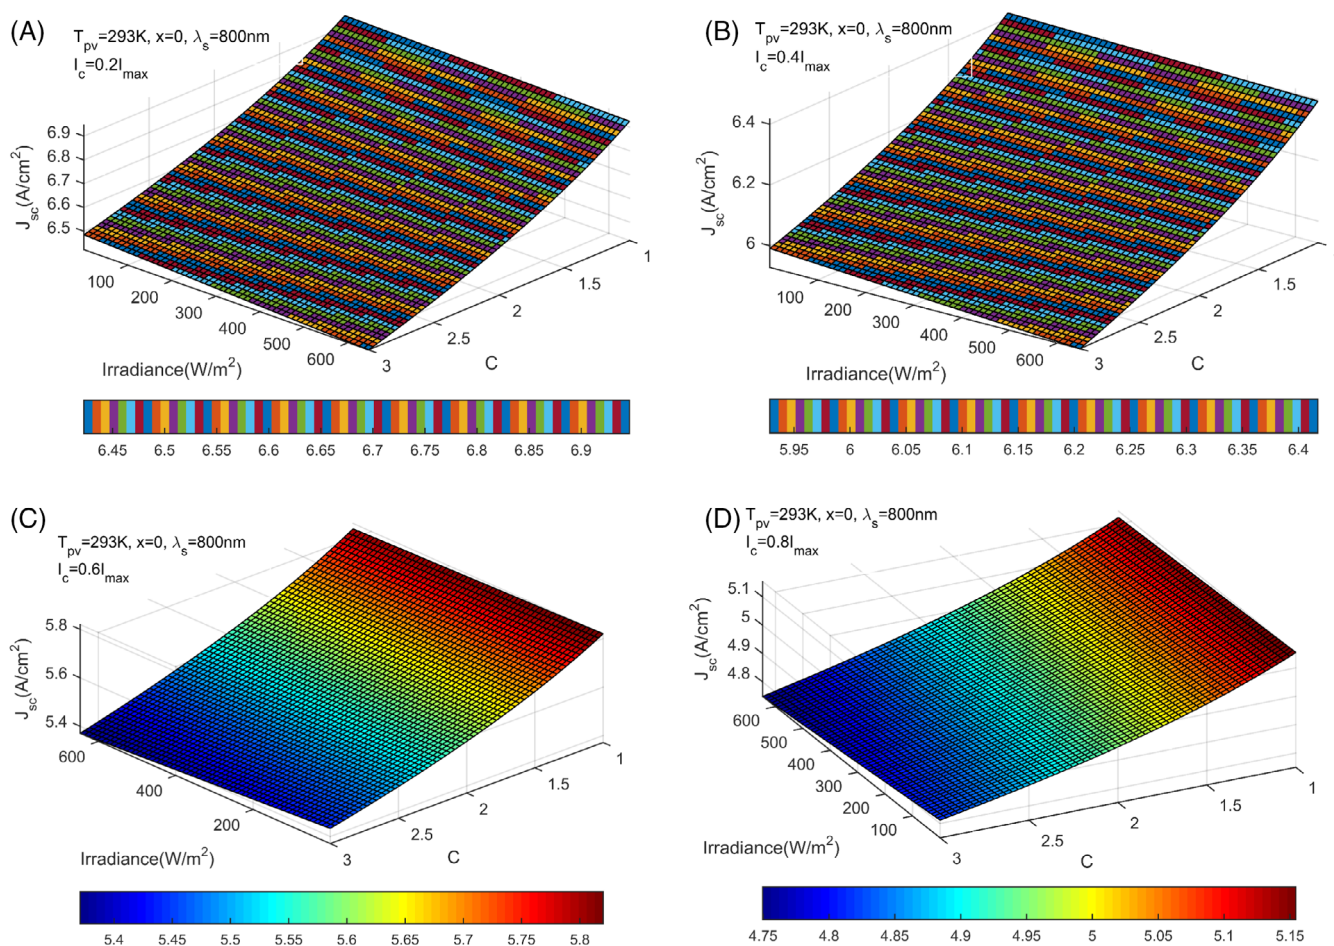 (A)
T_pv=293K, x=0, λ_s=800nm
I_c=0.2I_max
6.9
6.8
6.7
6.6
6.5
J_sc(A/cm²)
100
200
300
400
500
600
Irradiance(W/m²)
3
2.5
2
1.5
1
C
6.45 6.5 6.55 6.6 6.65 6.7 6.75 6.8 6.85 6.9
(B)
T_pv=293K, x=0, λ_s=800nm
I_c=0.4I_max
6.4
6.2
6
J_sc(A/cm²)
100
200
300
400
500
600
Irradiance(W/m²)
3
2.5
2
1.5
1
C
5.95 6 6.05 6.1 6.15 6.2 6.25 6.3 6.35 6.4
(C)
T_pv=293K, x=0, λ_s=800nm
I_c=0.6I_max
5.8
5.6
5.4
J_sc(A/cm²)
600
400
200
Irradiance(W/m²)
3
2.5
2
1.5
1
C
5.4 5.45 5.5 5.55 5.6 5.65 5.7 5.75 5.8
(D)
T_pv=293K, x=0, λ_s=800nm
I_c=0.8I_max
5.1
5
4.9
4.8
J_sc(A/cm²)
600
500
400
300
200
100
Irradiance(W/m²)
3
2.5
2
1.5
1
C
4.75 4.8 4.85 4.9 4.95 5 5.05 5.1 5.15